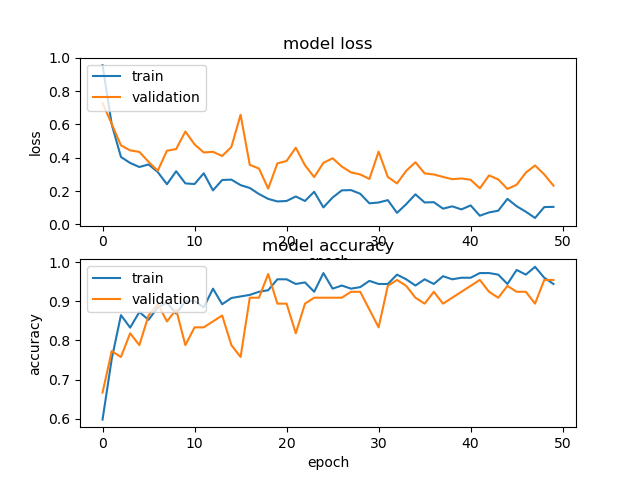 model loss
1.0
0.8
0.6
0.4
0.2
0.0
loss
train
validation
0 10 20 30 40 50
epoch
model accuracy
1.0
0.9
0.8
0.7
0.6
accuracy
train
validation
0 10 20 30 40 50
epoch